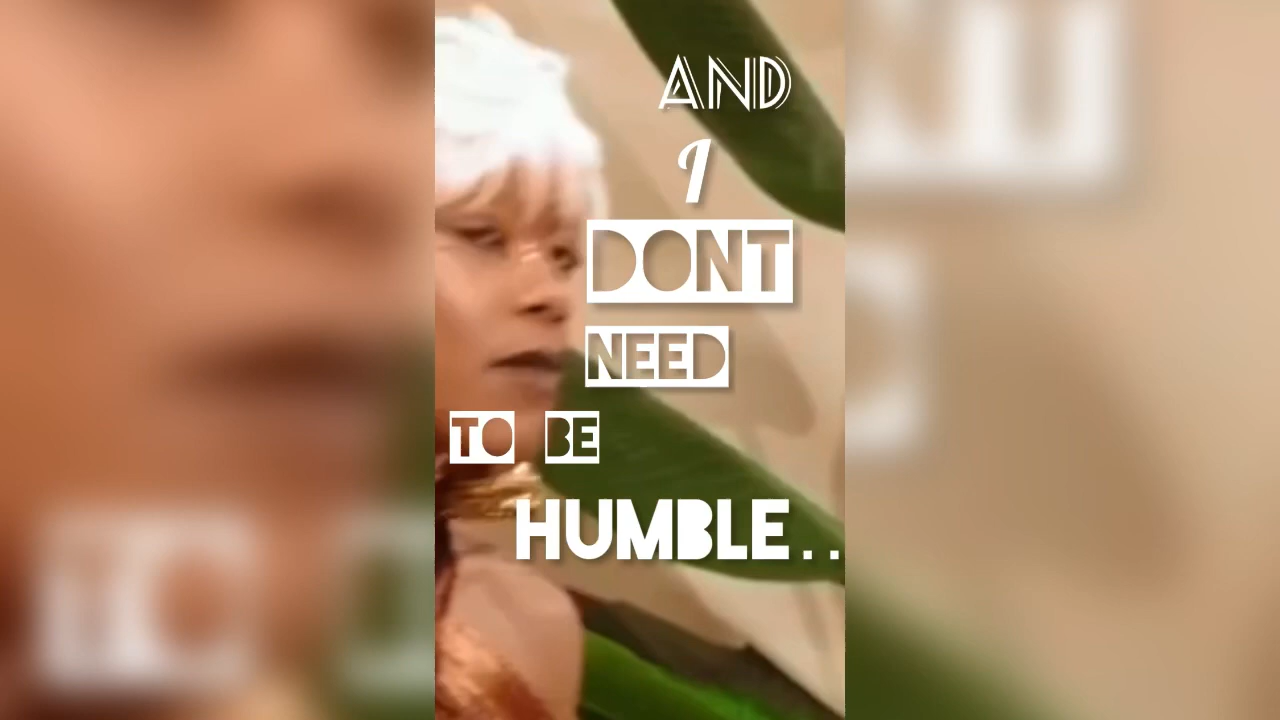 AND
I
DONT
NEED
TO BE
HUMBLE..